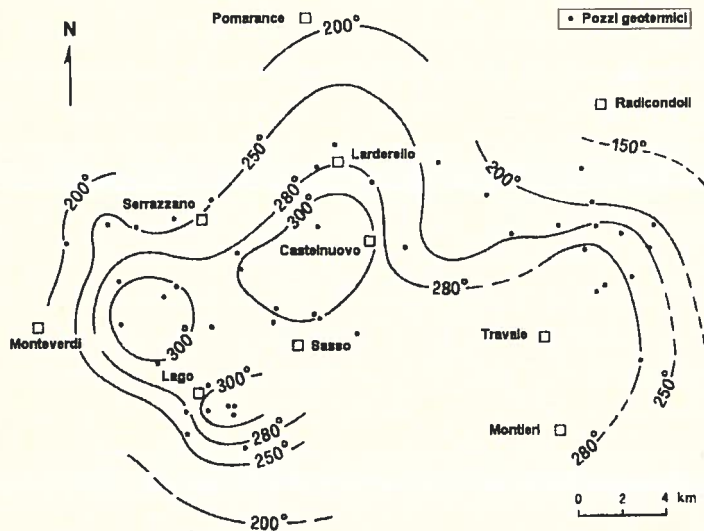 Pomarance
200°
• Pozzi geotermici
N
Radicondoli
150°
250°
Larderello
200°
200°
Serrazzano
280°
300°
Castelnuovo
280°
Monteverdi
300°
Sasso
Travale
Lago
300°
250°
280°
250°
Montieri
280°
200°
0 2 4 km